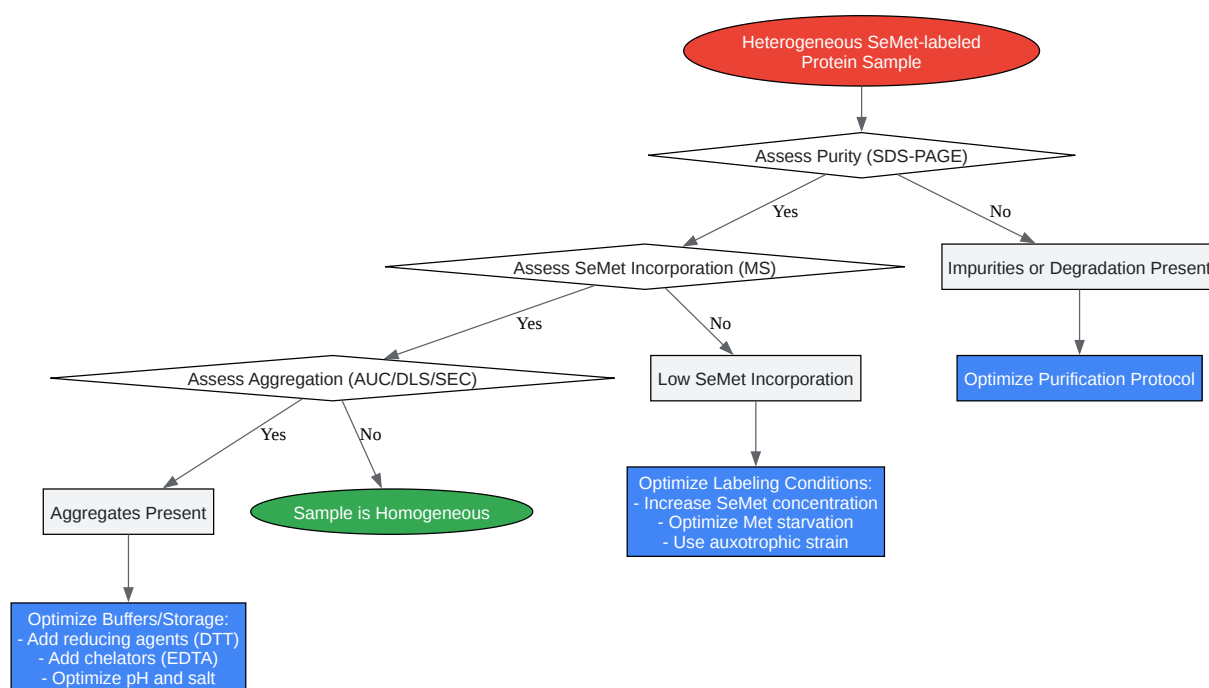 Heterogeneous SeMet-labeled
Protein Sample
Assess Purity (SDS-PAGE)
Yes
No
Assess SeMet Incorporation (MS)
Impurities or Degradation Present
Yes
No
Assess Aggregation (AUC/DLS/SEC)
Low SeMet Incorporation
Optimize Purification Protocol
Yes
No
Aggregates Present
Sample is Homogeneous
Optimize Labeling Conditions:
- Increase SeMet concentration
- Optimize Met starvation
- Use auxotrophic strain
Optimize Buffers/Storage:
- Add reducing agents (DTT)
- Add chelators (EDTA)
- Optimize pH and salt